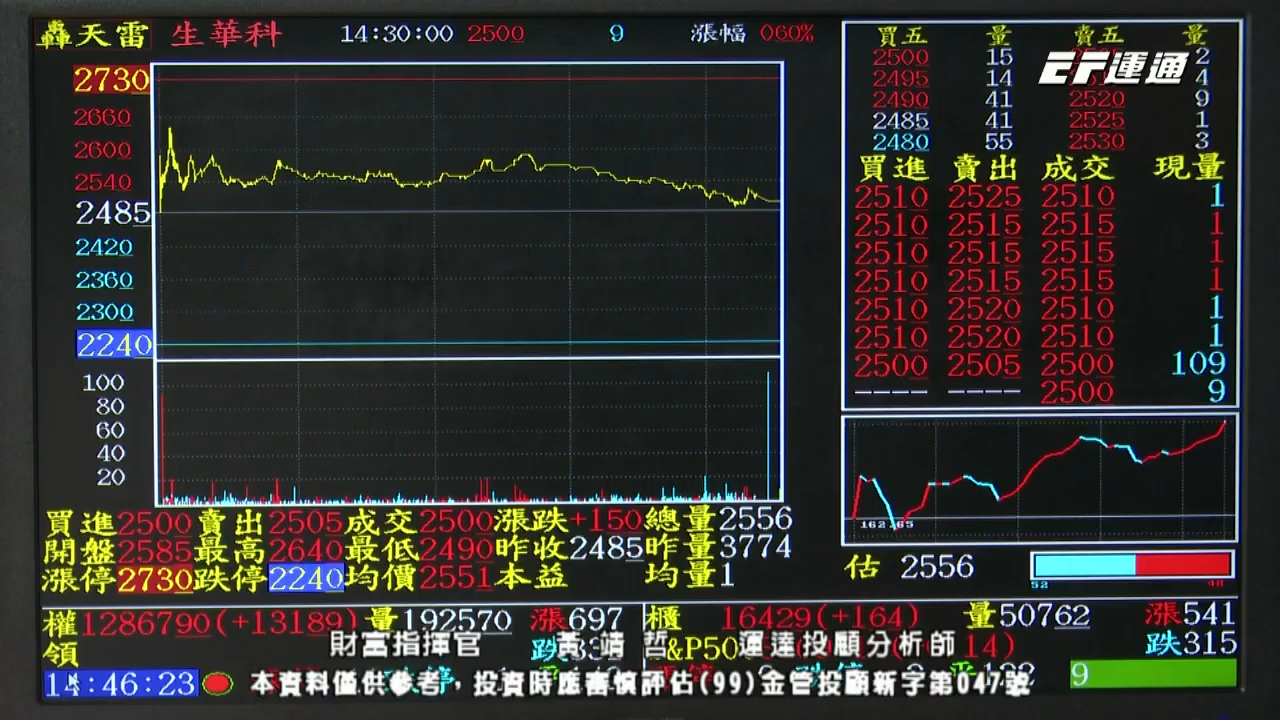 轟天雷 生華科 14:30:00 2500 9 漲幅 060%
買五 量 賣五 量
2500 15 2
2495 14 4
2490 41 2520 9
2485 41 2525 1
2480 55 2530 3
EF運通
買進 賣出 成交 現量
2510 2525 2510 1
2510 2515 2515 1
2510 2515 2515 1
2510 2515 2515 1
2510 2520 2510 1
2510 2520 2510 1
2500 2505 2500 109
---- ---- 2500 9
2730
2660
2600
2540
2485
2420
2360
2300
2240
100
80
60
40
20
162.65
買進2500賣出2505成交2500漲跌+150總量2556
開盤2585最高2640最低2490昨收2485昨量3774
漲停2730跌停2240均價2551本益 均量1
估 2556
52 48
權1286790(+13189)量192570 漲697
櫃 16429(+164) 量50762 漲541
領 跌 &P50 14) 跌315
財富指揮官 黃靖哲 運達投顧分析師
14:46:23
122 9
本資料僅供參考，投資時應審慎評估(99)金管投顧新字第047號